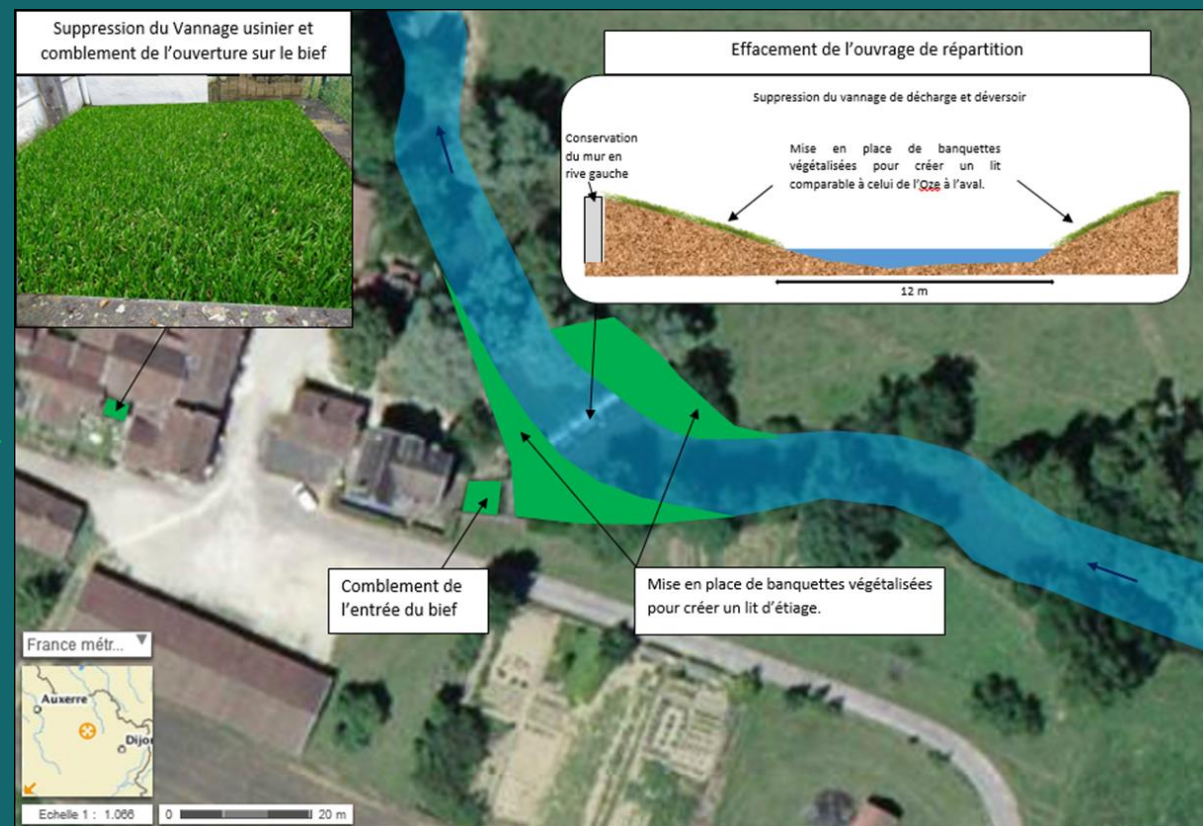 Suppression du Vannage usinier et
comblement de l'ouverture sur le bief
Effacement de l'ouvrage de répartition
Suppression du vannage de décharge et déversoir
Conservation
du mur en
rive gauche
Mise en place de banquettes
végétalisées pour créer un lit
comparable à celui de l'Oze à l'aval.
12 m
Comblement de
l'entrée du bief
Mise en place de banquettes végétalisées
pour créer un lit d'étiage.
France métr...
Auxerre
Dijon
Echelle 1 : 1.066
0
20 m